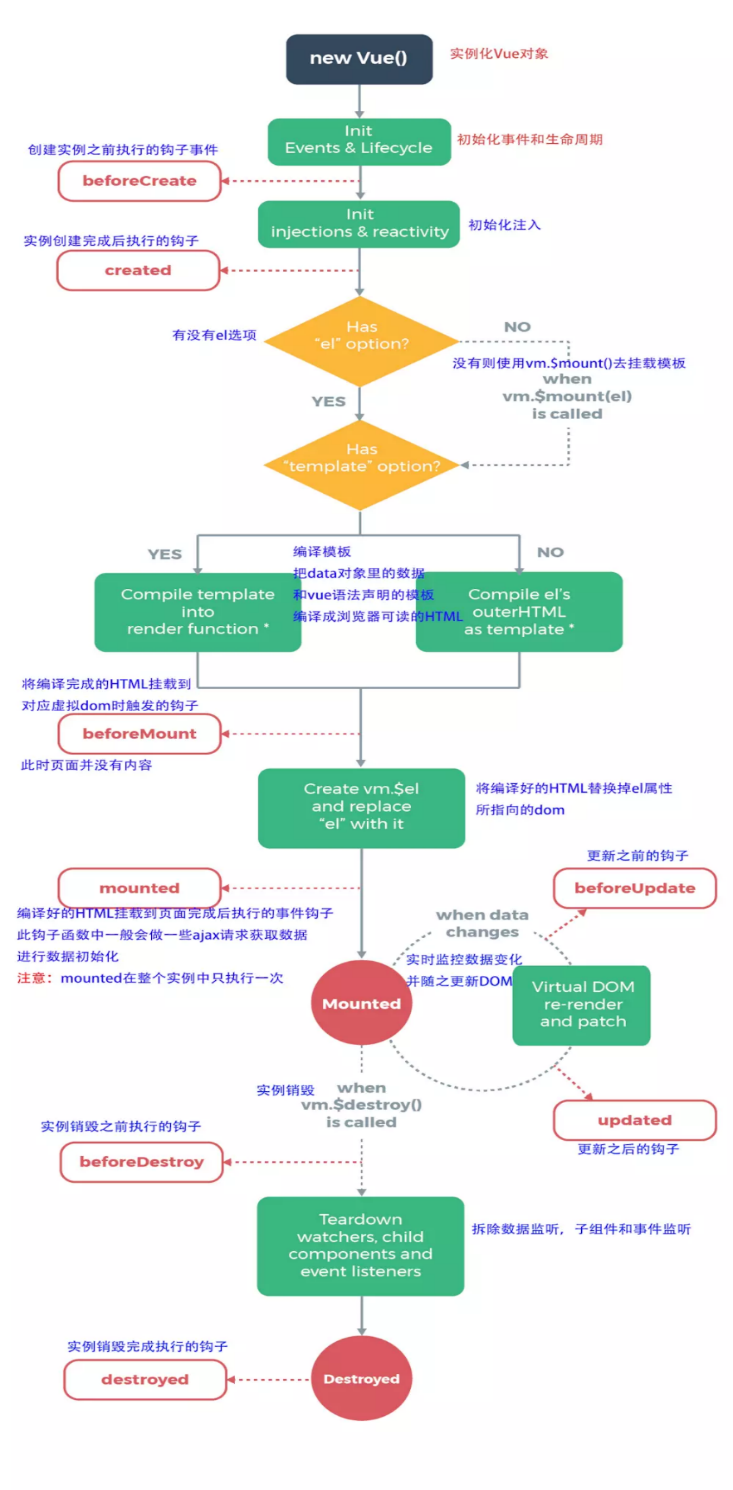 new Vue()
实例化Vue对象
Init
Events & Lifecycle
初始化事件和生命周期
创建实例之前执行的钩子事件
beforeCreate
Init
injections & reactivity
初始化注入
实例创建完成后执行的钩子
created
Has
“el” option?
有没有el选项
NO
没有则使用vm.$mount()去挂载模板
when
vm.$mount(el)
is called
YES
Has
“template” option?
YES
NO
编译模板
把data对象里的数据
和vue语法声明的模板
编译成浏览器可读的HTML
Compile template
into
render function *
Compile el’s
outerHTML
as template *
将编译完成的HTML挂载到
对应虚拟dom时触发的钩子
beforeMount
此时页面并没有内容
Create vm.$el
and replace
“el” with it
将编译好的HTML替换掉el属性
所指向的dom
mounted
编译好的HTML挂载到页面完成后执行的事件钩子
此钩子函数中一般会做一些ajax请求获取数据
进行数据初始化
注意：mounted在整个实例中只执行一次
更新之前的钩子
beforeUpdate
when data
changes
实时监控数据变化
并随之更新DOM
Mounted
Virtual DOM
re-render
and patch
实例销毁
when
vm.$destroy()
is called
updated
更新之后的钩子
实例销毁之前执行的钩子
beforeDestroy
Teardown
watchers, child
components and
event listeners
拆除数据监听，子组件和事件监听
实例销毁完成执行的钩子
destroyed
Destroyed